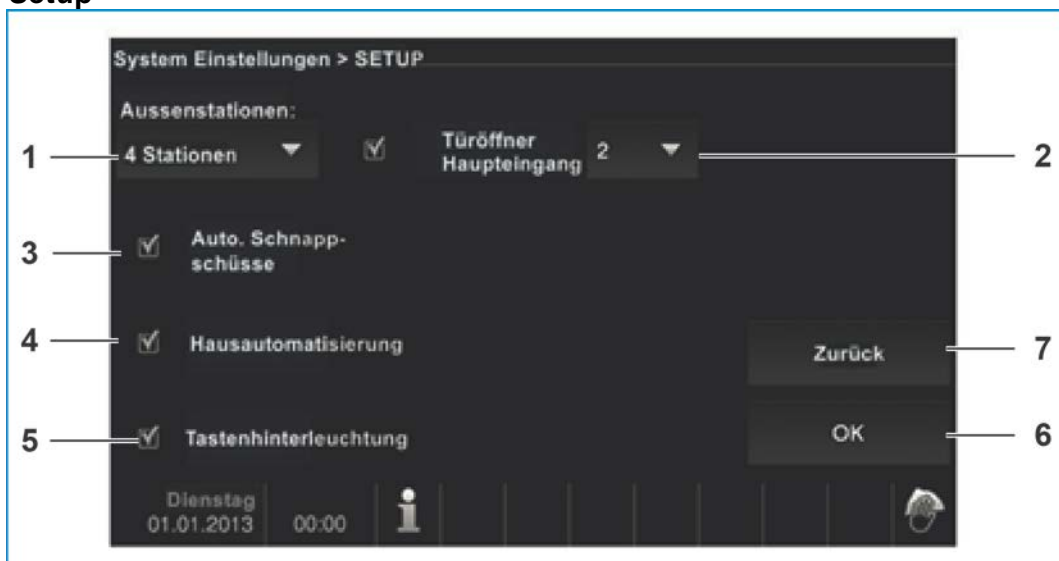 Setup
System Einstellungen > SETUP
Aussenstationen:
1
4 Stationen
Türöffner
Haupteingang
2
2
3
Auto. Schnapp-
schüsse
4
Hausautomatisierung
Zurück
7
5
Tastenhinterleuchtung
OK
6
Dienstag
01.01.2013
00:00